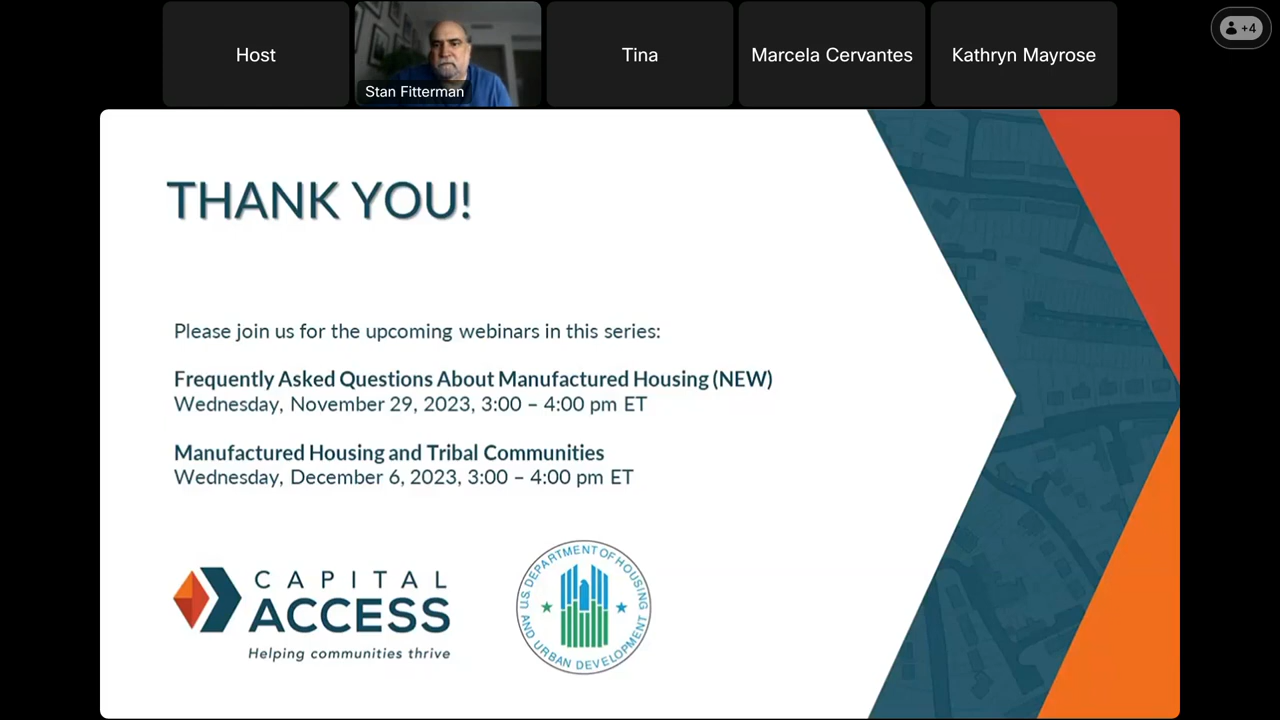 Host
Stan Fitterman
Tina
Marcela Cervantes
Kathryn Mayrose
+4
THANK YOU!
Please join us for the upcoming webinars in this series:
Frequently Asked Questions About Manufactured Housing (NEW)
Wednesday, November 29, 2023, 3:00 – 4:00 pm ET
Manufactured Housing and Tribal Communities
Wednesday, December 6, 2023, 3:00 – 4:00 pm ET
CAPITAL
ACCESS
Helping communities thrive
U.S. DEPARTMENT OF HOUSING
AND URBAN DEVELOPMENT